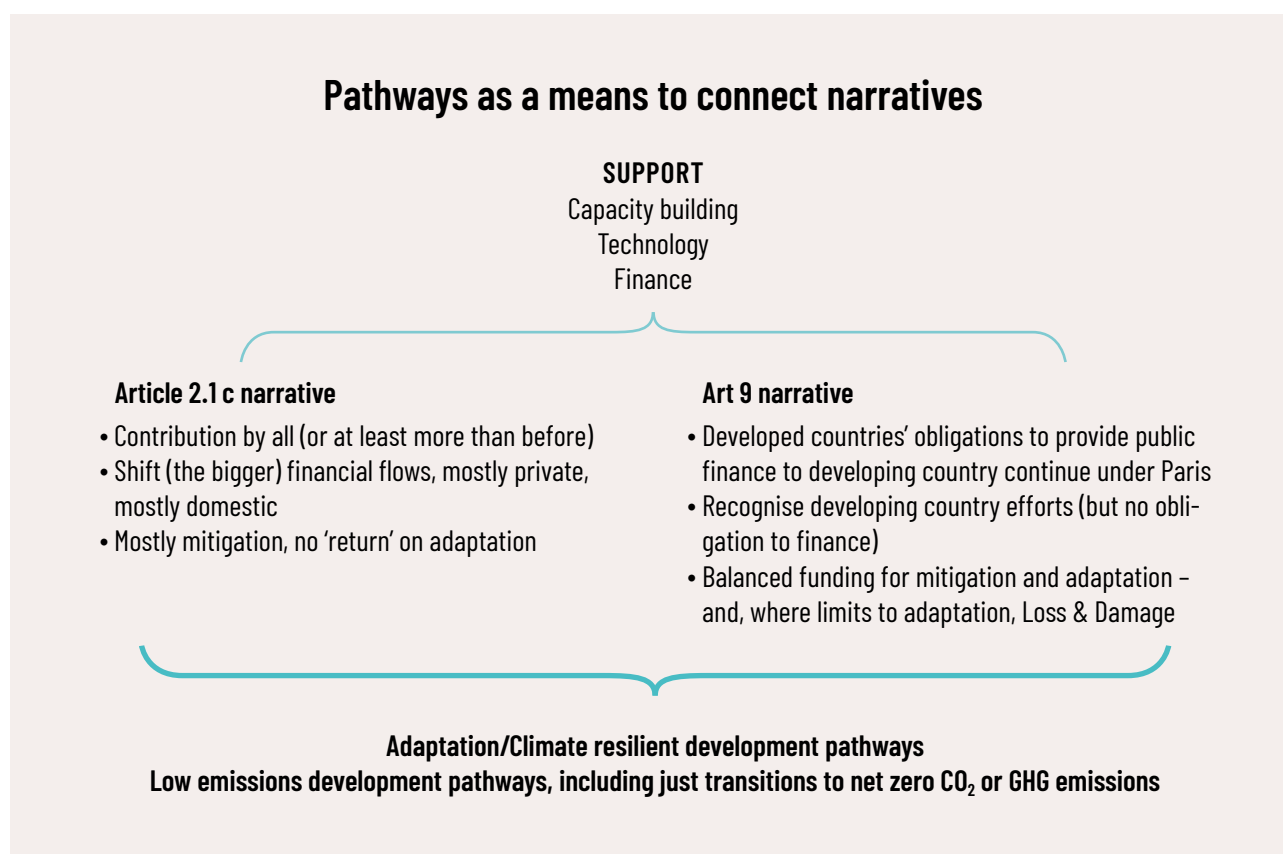 Pathways as a means to connect narratives
SUPPORT
Capacity building
Technology
Finance
Article 2.1 c narrative
• Contribution by all (or at least more than before)
• Shift (the bigger) financial flows, mostly private,
mostly domestic
• Mostly mitigation, no ‘return’ on adaptation
Art 9 narrative
• Developed countries’ obligations to provide public
finance to developing country continue under Paris
• Recognise developing country efforts (but no obli-
gation to finance)
• Balanced funding for mitigation and adaptation –
and, where limits to adaptation, Loss & Damage
Adaptation/Climate resilient development pathways
Low emissions development pathways, including just transitions to net zero CO₂ or GHG emissions